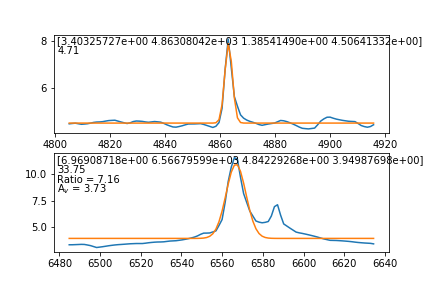 [3.40325727e+00 4.86308042e+03 1.38541490e+00 4.50641332e+00]
4.71
8
6
4800 4820 4840 4860 4880 4900 4920
[6.96908718e+00 6.56679599e+03 4.84229268e+00 3.94987698e+00]
33.75
Ratio = 7.16
Aᵥ = 3.73
10.0
7.5
5.0
6480 6500 6520 6540 6560 6580 6600 6620 6640